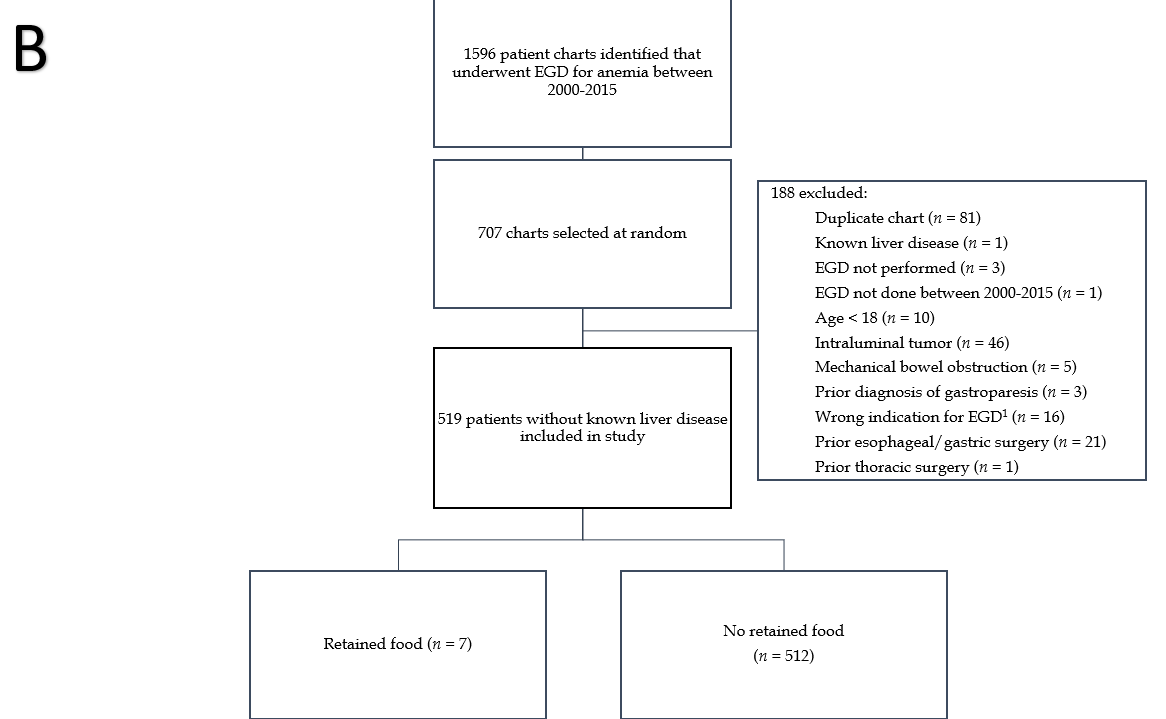 B
1596 patient charts identified that
underwent EGD for anemia between
2000-2015
707 charts selected at random
188 excluded:
Duplicate chart (n = 81)
Known liver disease (n = 1)
EGD not performed (n = 3)
EGD not done between 2000-2015 (n = 1)
Age < 18 (n = 10)
Intraluminal tumor (n = 46)
Mechanical bowel obstruction (n = 5)
Prior diagnosis of gastroparesis (n = 3)
Wrong indication for EGD¹ (n = 16)
Prior esophageal/gastric surgery (n = 21)
Prior thoracic surgery (n = 1)
519 patients without known liver disease
included in study
Retained food (n = 7)
No retained food
(n = 512)